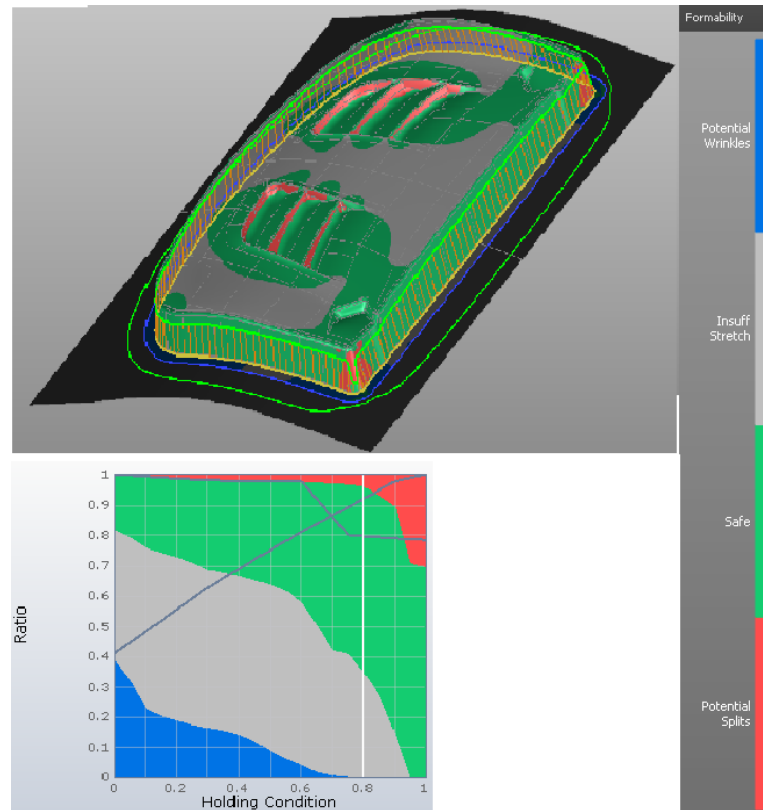 Formability
Potential
Wrinkles
Insuff
Stretch
Safe
Potential
Splits
1
0.9
0.8
0.7
0.6
0.5
0.4
0.3
0.2
0.1
0
Ratio
0 0.2 0.4 0.6 0.8 1
Holding Condition